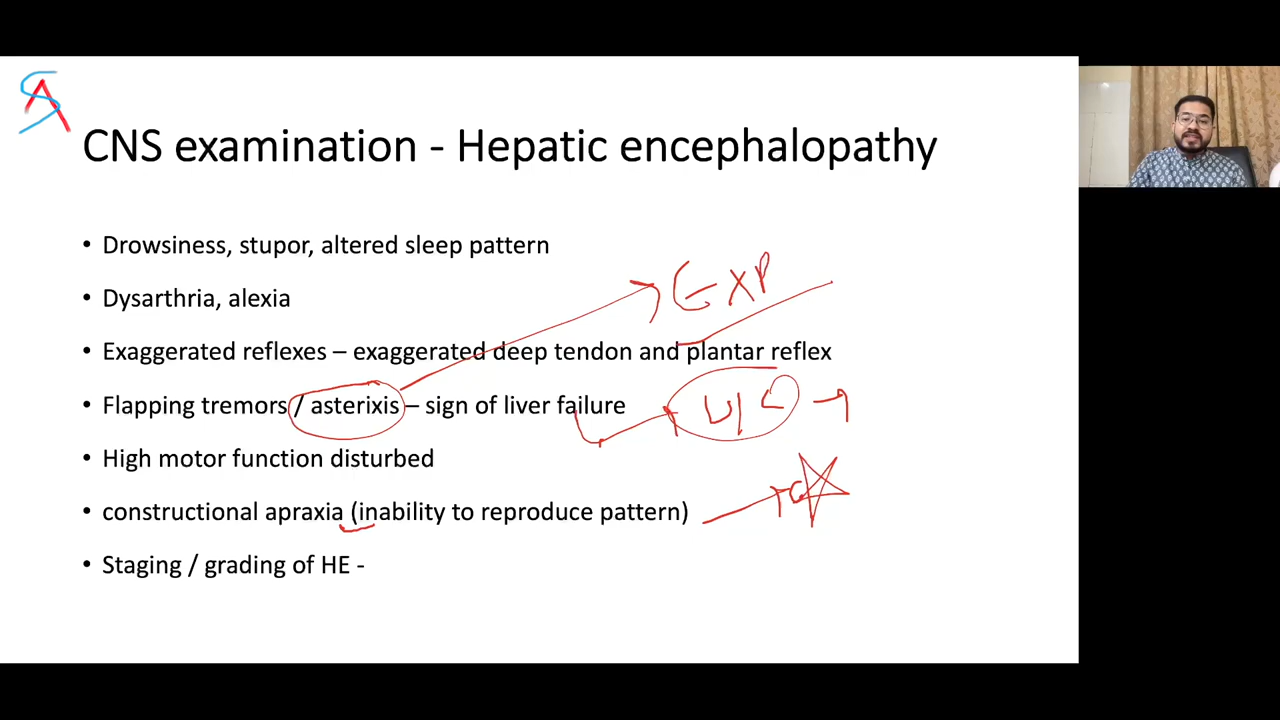 CNS examination - Hepatic encephalopathy
• Drowsiness, stupor, altered sleep pattern
• Dysarthria, alexia
EXP
• Exaggerated reflexes – exaggerated deep tendon and plantar reflex
• Flapping tremors / asterixis – sign of liver failure
• High motor function disturbed
• constructional apraxia (inability to reproduce pattern)
• Staging / grading of HE -